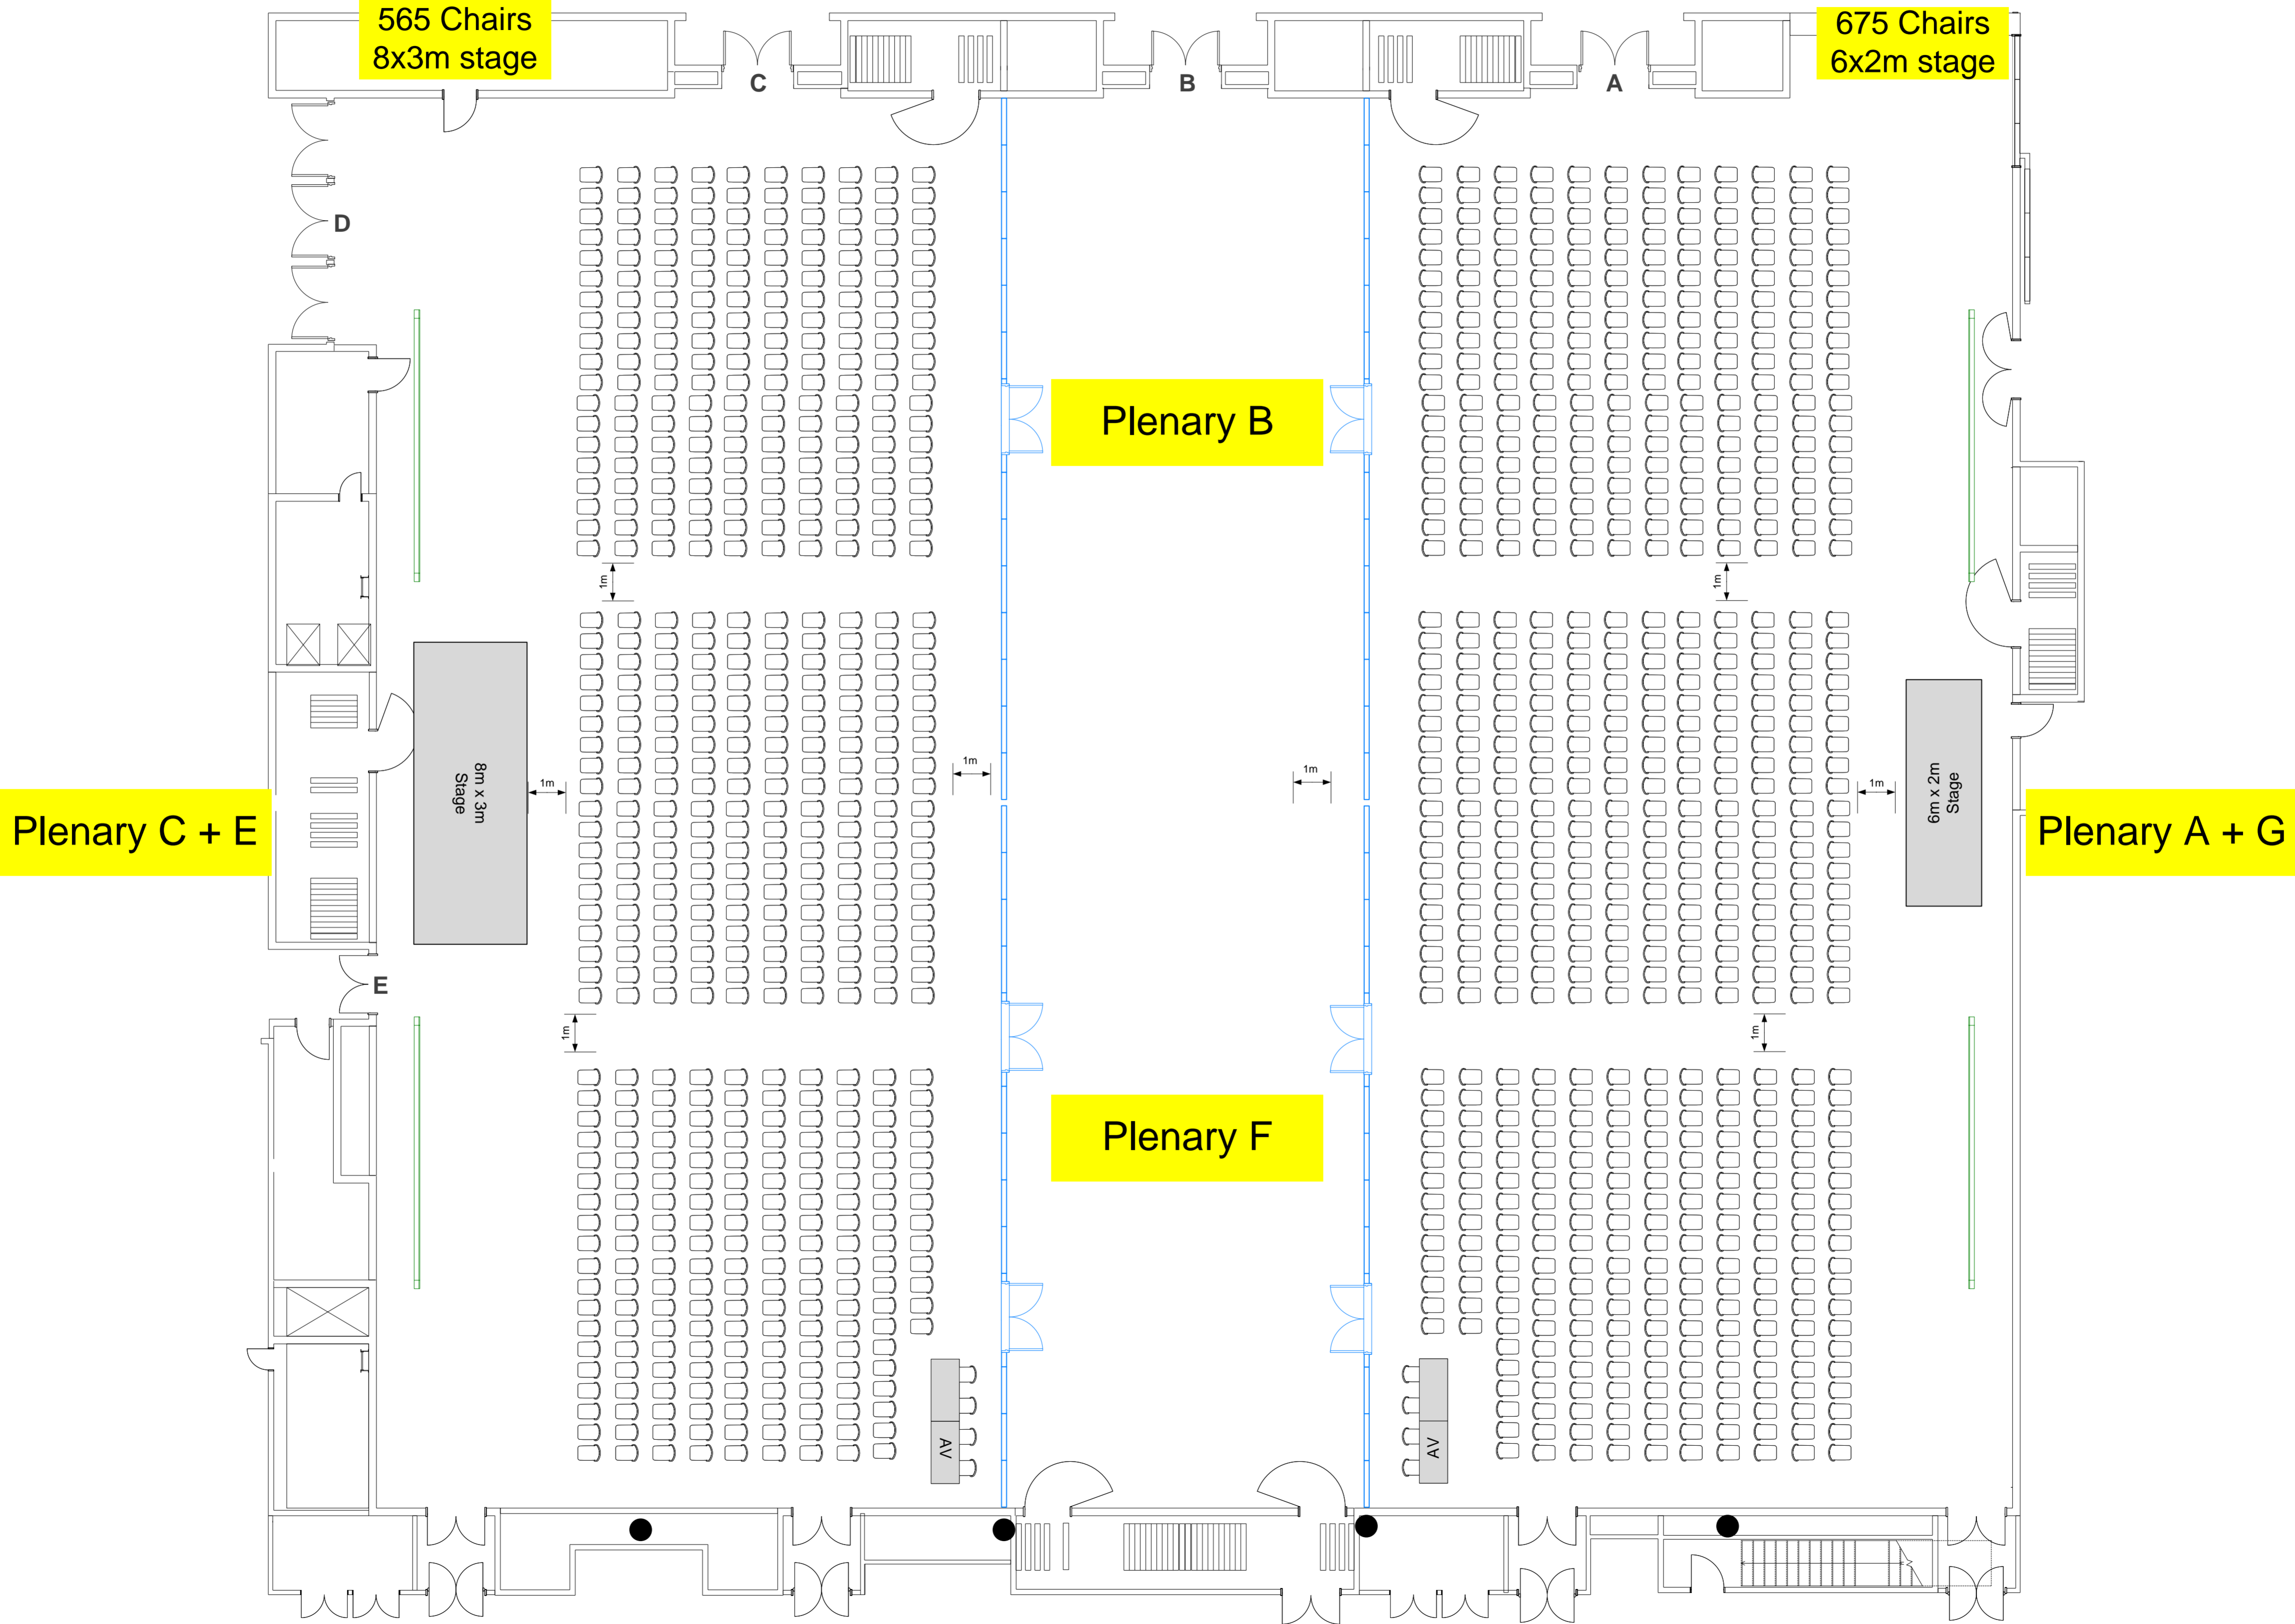 565 Chairs
8x3m stage
675 Chairs
6x2m stage
C
B
A
D
Plenary B
1m
1m
1m
1m
8m x 3m
Stage
1m
1m
6m x 2m
Stage
Plenary C + E
Plenary A + G
E
1m
1m
Plenary F
AV
AV